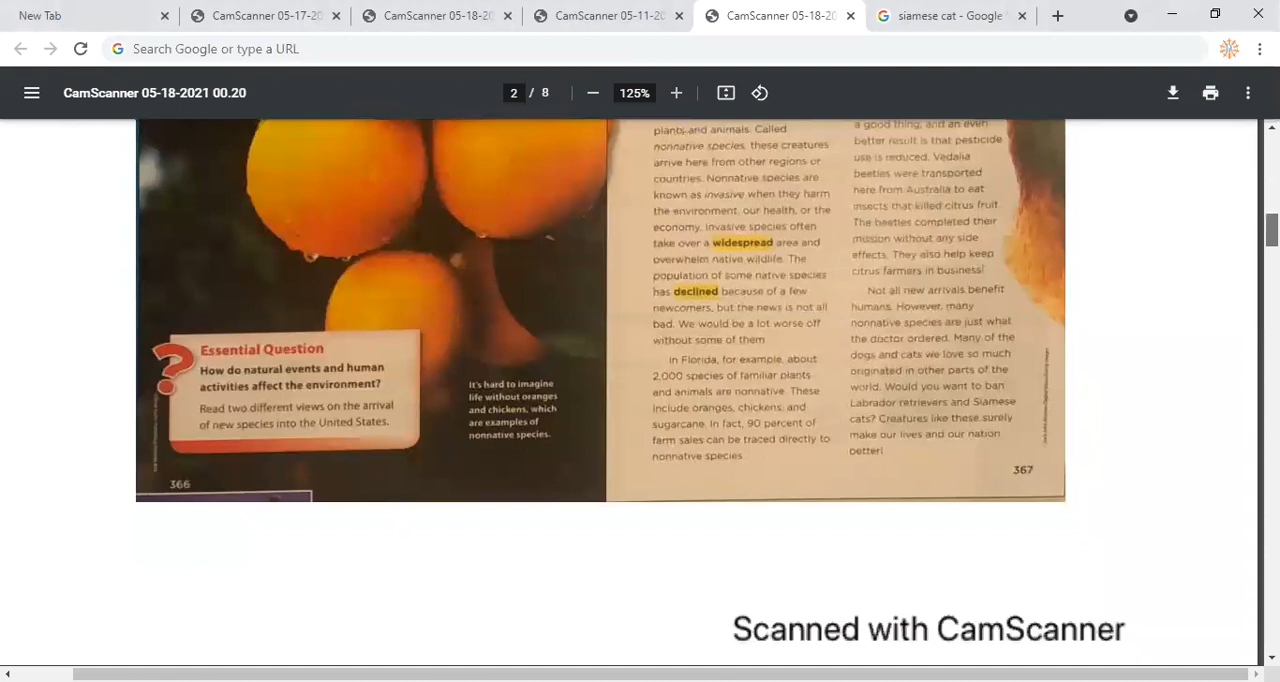 New Tab
CamScanner 05-17-20
CamScanner 05-18-20
CamScanner 05-11-20
CamScanner 05-18-20
siamese cat - Google
Search Google or type a URL
CamScanner 05-18-2021 00.20
2 / 8
125%
Essential Question
How do natural events and human
activities affect the environment?
Read two different views on the arrival
of new species into the United States.
366
It's hard to imagine
life without oranges
and chickens, which
are examples of
nonnative species.
plants and animals. Called
nonnative species, these creatures
arrive here from other regions or
countries. Nonnative species are
known as invasive when they harm
the environment, our health, or the
economy. Invasive species often
take over a widespread area and
overwhelm native wildlife. The
population of some native species
has declined because of a few
newcomers, but the news is not all
bad. We would be a lot worse off
without some of them
In Florida, for example, about
2,000 species of familiar plants
and animals are nonnative. These
include oranges, chickens, and
sugarcane. In fact, 90 percent of
farm sales can be traced directly to
nonnative species.
a good thing, and an even
better result is that pesticide
use is reduced. Vedalia
beetles were transported
here from Australia to eat
insects that killed citrus fruit.
The beetles completed their
mission without any side
effects. They also help keep
citrus farmers in business!
Not all new arrivals benefit
humans. However, many
nonnative species are just what
the doctor ordered. Many of the
dogs and cats we love so much
originated in other parts of the
world. Would you want to ban
Labrador retrievers and Siamese
cats? Creatures like these surely
make our lives and our nation
better!
367
Scanned with CamScanner